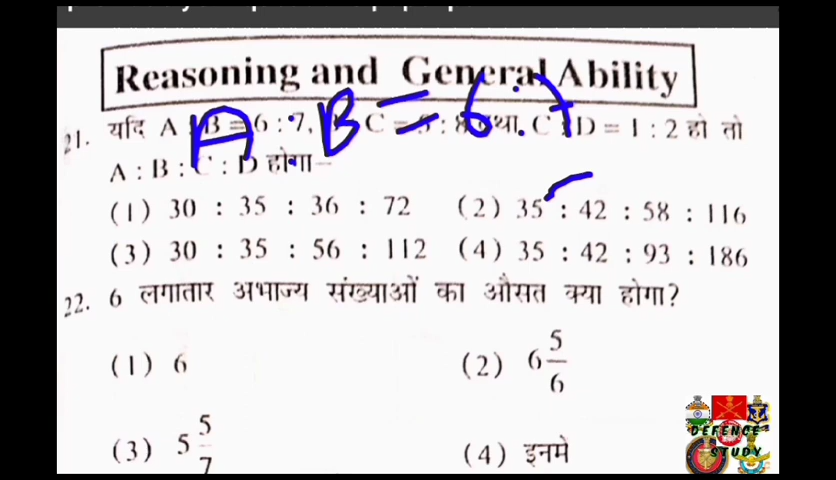 Reasoning and General Ability
21. यदि A : B = 6 : 7, C = 5 : 8 तथा C : D = 1 : 2 हो तो
A : B : C : D होगा–
(1) 30 : 35 : 36 : 72 (2) 35 : 42 : 58 : 116
(3) 30 : 35 : 56 : 112 (4) 35 : 42 : 93 : 186
22. 6 लगातार अभाज्य संख्याओं का औसत क्या होगा?
(1) 6 (2) 6 5/6
(3) 5 5/7 (4) इनमे
A : B = 6 : 7
DEFENCE
STUDY